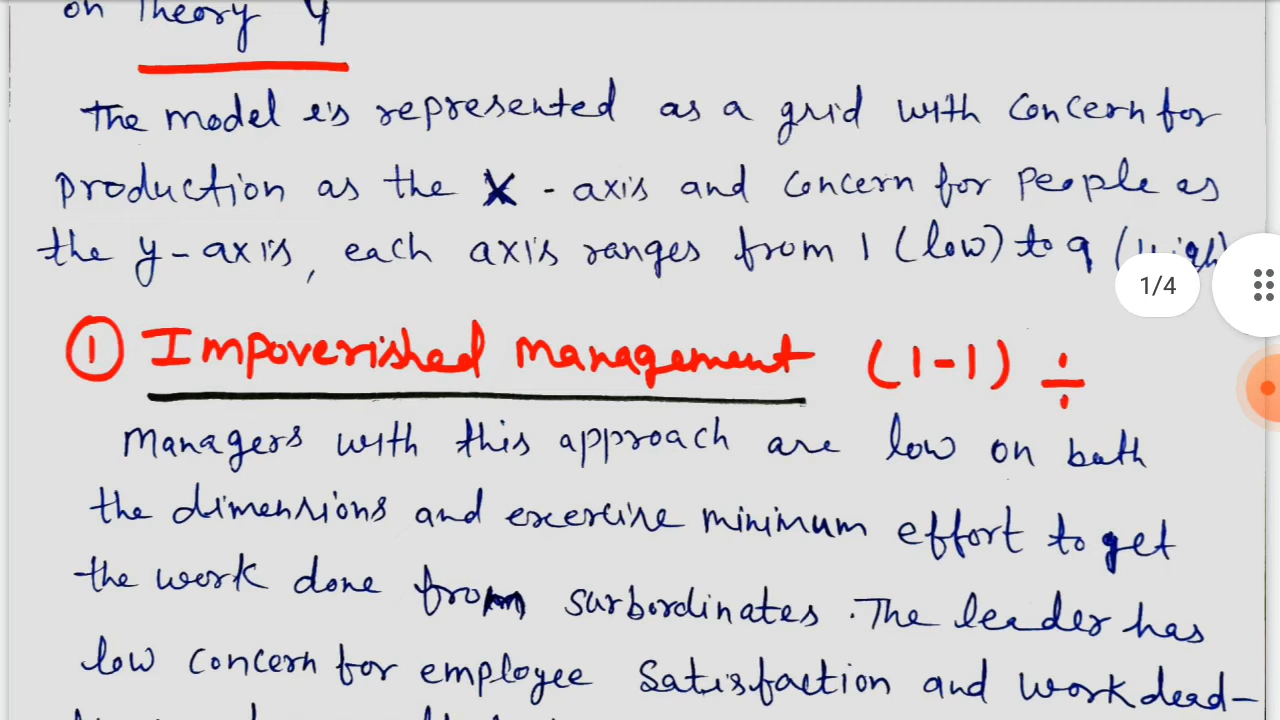 on Theory Y
The model is represented as a grid with concern for
production as the X - axis and concern for people as
the y-axis, each axis ranges from 1 (low) to 9 (High)
1/4
① Impoverished management (1-1) ÷
Managers with this approach are low on both
the dimensions and exercise minimum effort to get
the work done from surbordinates. The leader has
low concern for employee satisfaction and work dead-